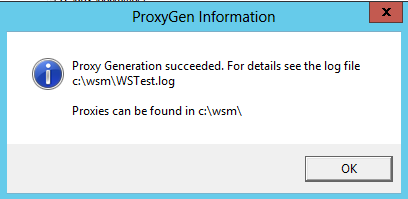 ProxyGen Information
x
Proxy Generation succeeded. For details see the log file
c:\wsm\WSTest.log
Proxies can be found in c:\wsm\
OK